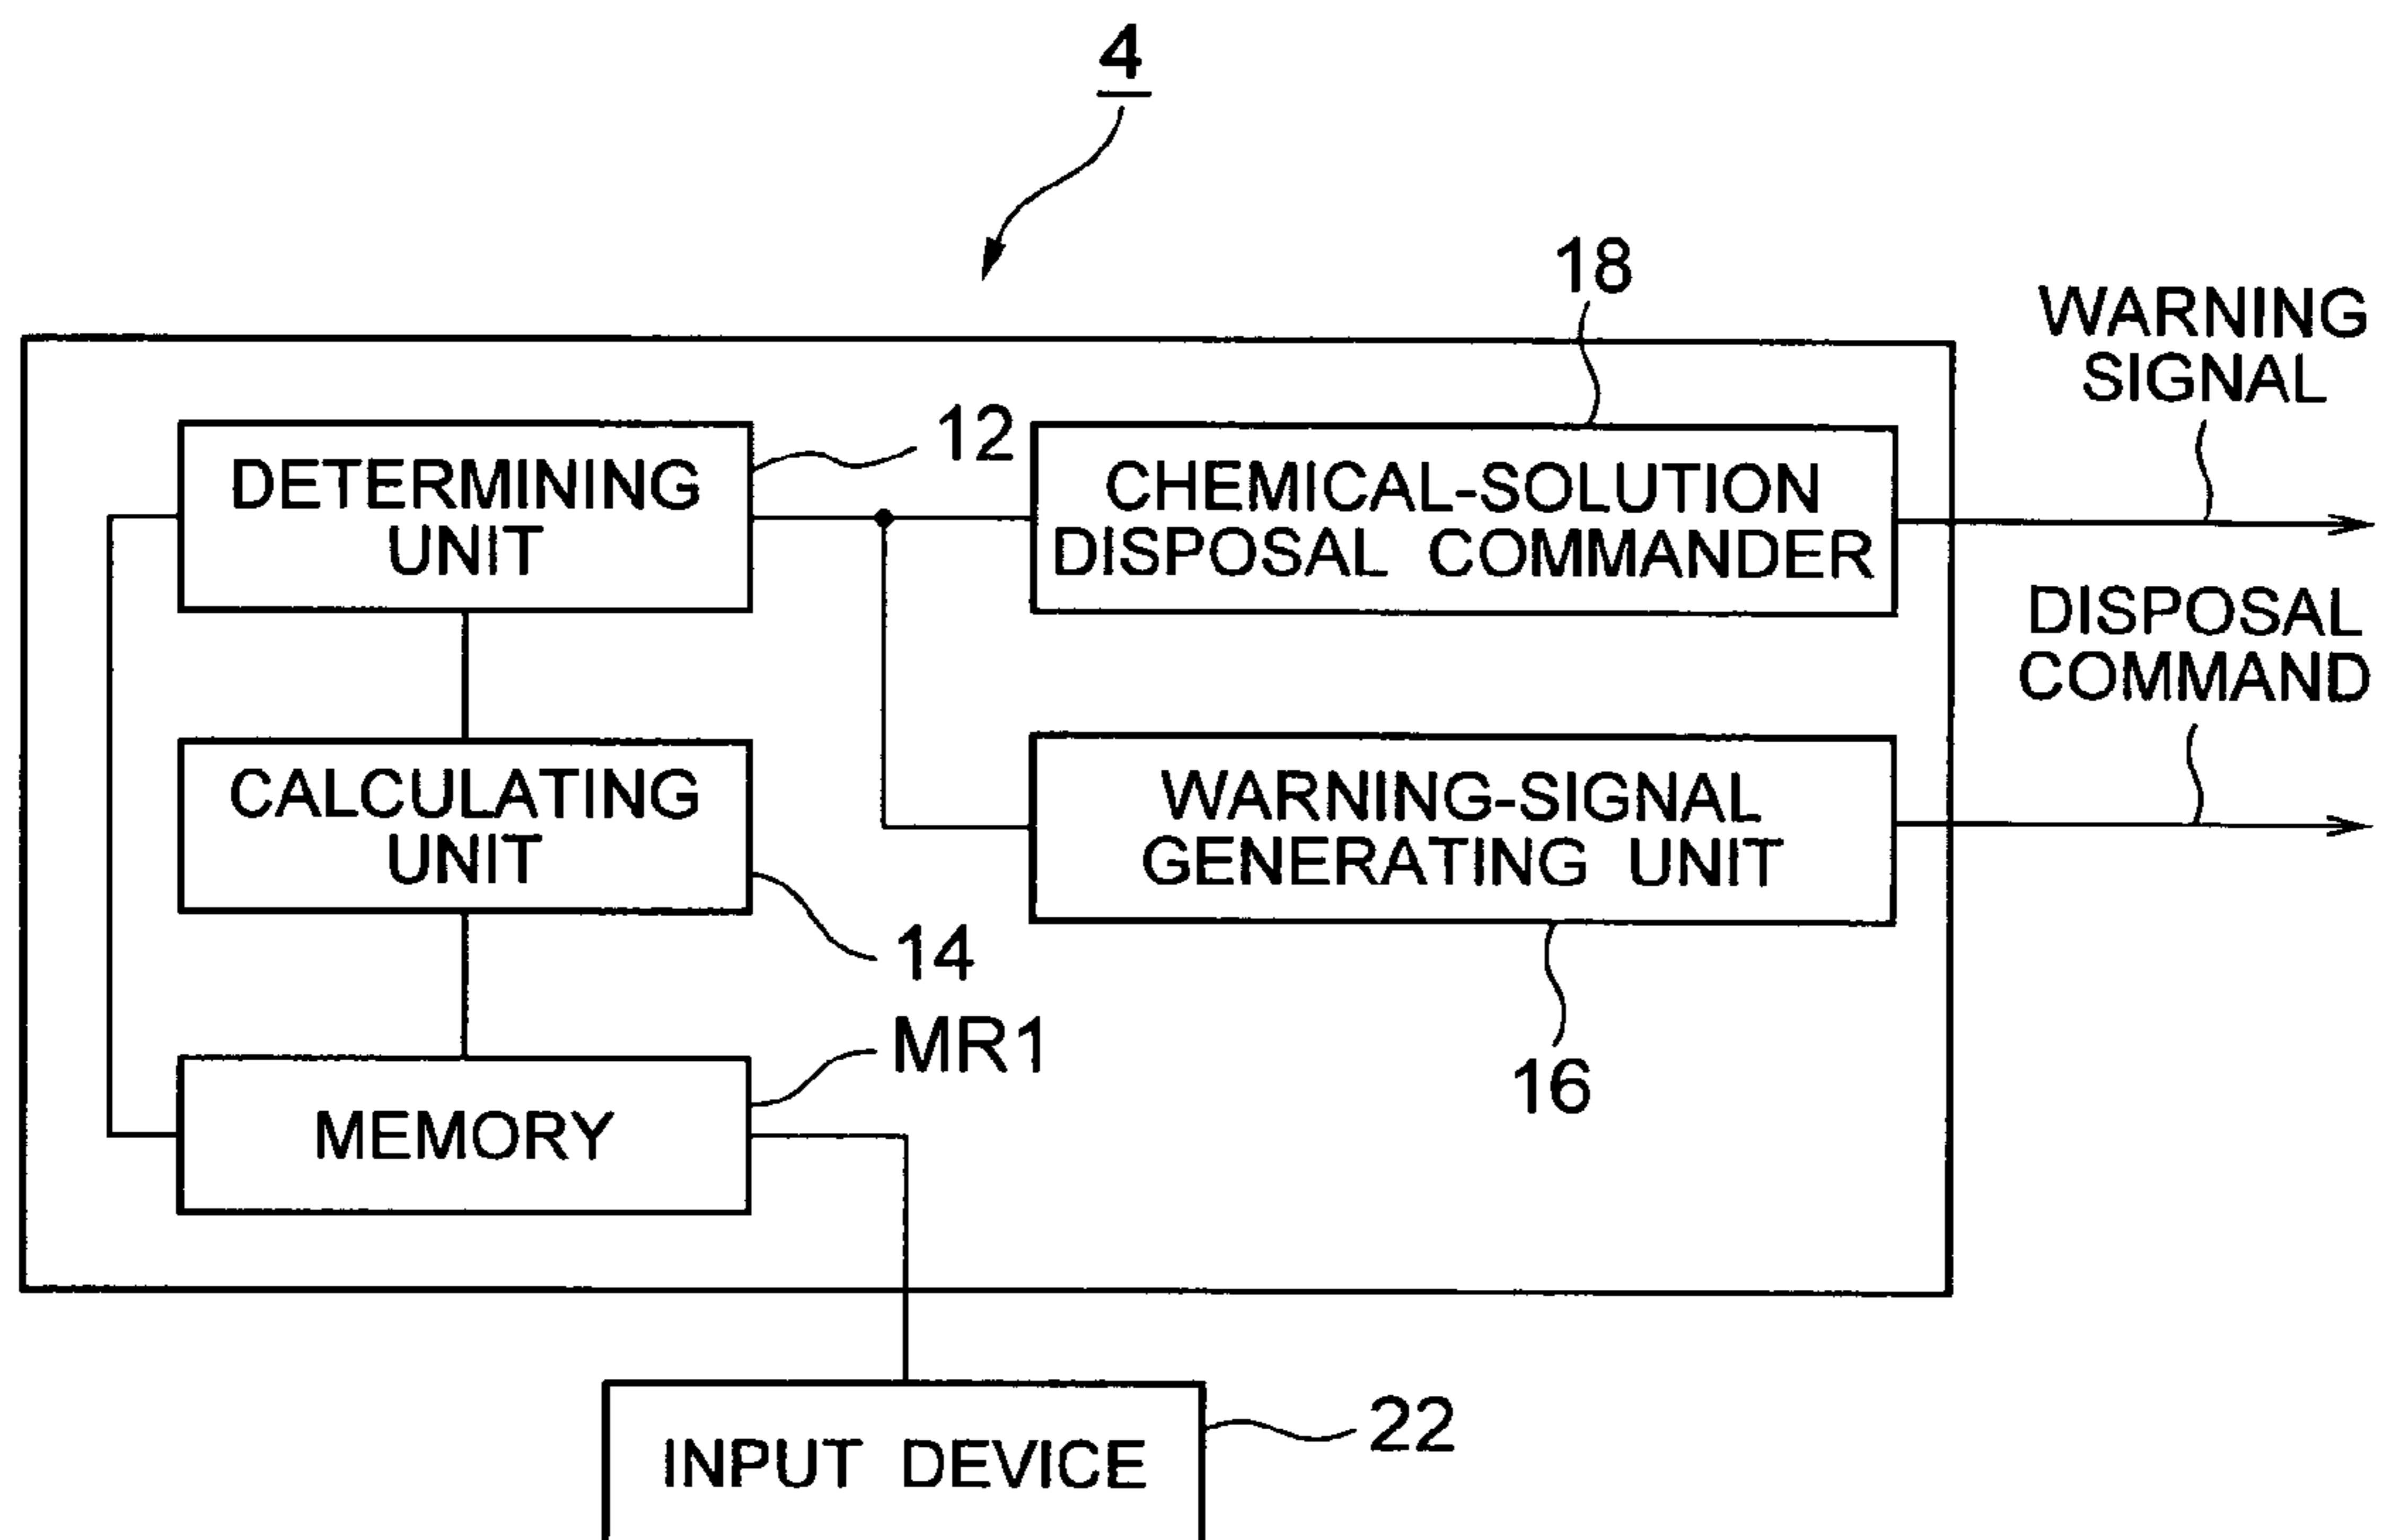 4
18
WARNING
SIGNAL
12
DETERMINING
UNIT
CHEMICAL-SOLUTION
DISPOSAL COMMANDER
DISPOSAL
COMMAND
CALCULATING
UNIT
WARNING-SIGNAL
GENERATING UNIT
14
MR1
16
MEMORY
22
INPUT DEVICE